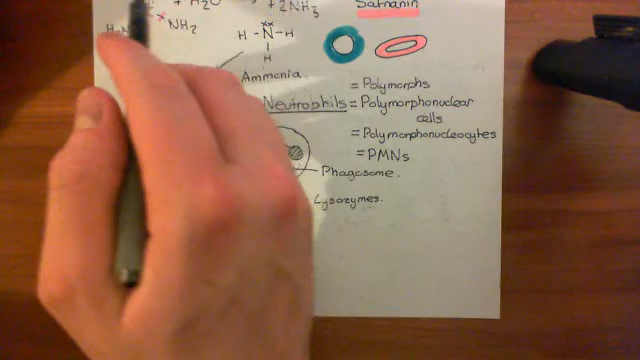 + H2O + 2NH3 Safranin
NH2
H - N - H
H
Ammonia.
= Polymorphs
Neutrophils = Polymorphonuclear
cells
= Polymorphonucleocytes
= PMNs
Phagosome.
Lysozymes.